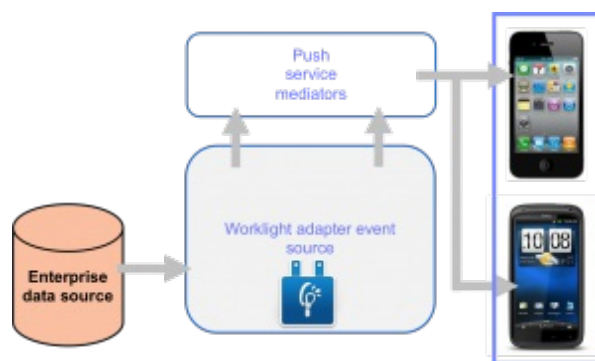 Push
service
mediators
Worklight adapter event
source
Enterprise
data source
10 08